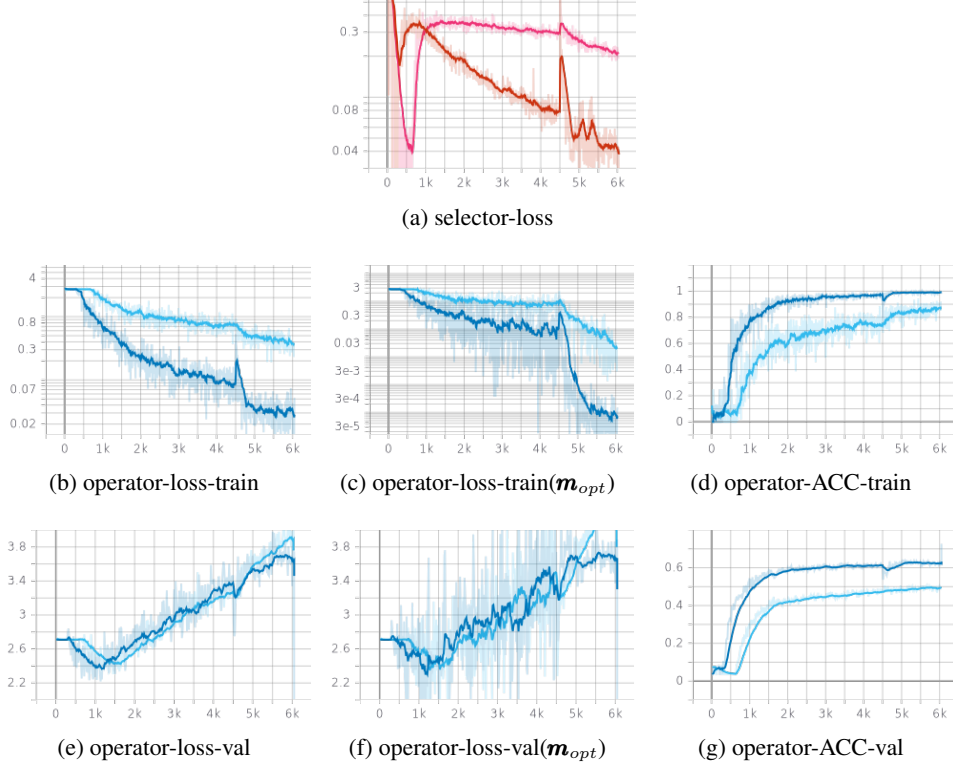 0.3
0.08
0.04
0 1k 2k 3k 4k 5k 6k
(a) selector-loss
4
0.8
0.3
0.07
0.02
0 1k 2k 3k 4k 5k 6k
(b) operator-loss-train
3
0.3
0.03
3e-3
3e-4
3e-5
0 1k 2k 3k 4k 5k 6k
(c) operator-loss-train(m_opt)
1
0.8
0.6
0.4
0.2
0
0 1k 2k 3k 4k 5k 6k
(d) operator-ACC-train
3.8
3.4
3
2.6
2.2
0 1k 2k 3k 4k 5k 6k
(e) operator-loss-val
3.8
3.4
3
2.6
2.2
0 1k 2k 3k 4k 5k 6k
(f) operator-loss-val(m_opt)
0.6
0.4
0.2
0
0 1k 2k 3k 4k 5k 6k
(g) operator-ACC-val